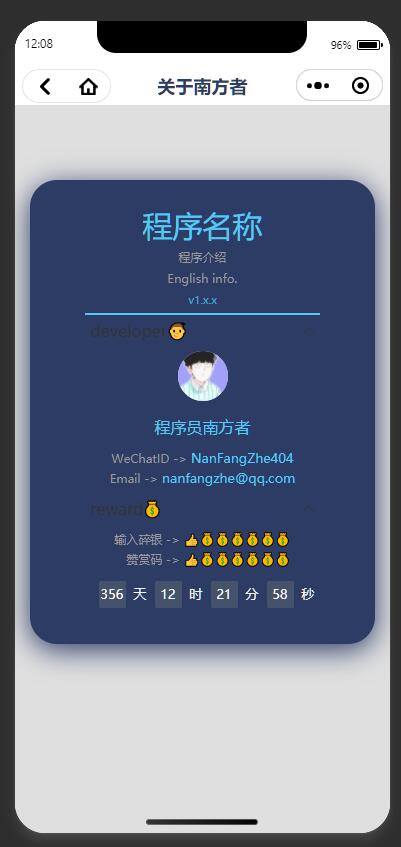 12:08
96%
关于南方者
程序名称
程序介绍
English info.
v1.x.x
developer
程序员南方者
WeChatID -> NanFangZhe404
Email -> nanfangzhe@qq.com
reward💰
输入碎银 -> 👍💰💰💰💰💰💰
赞赏码 -> 👍💰💰💰💰💰💰
356 天 12 时 21 分 58 秒